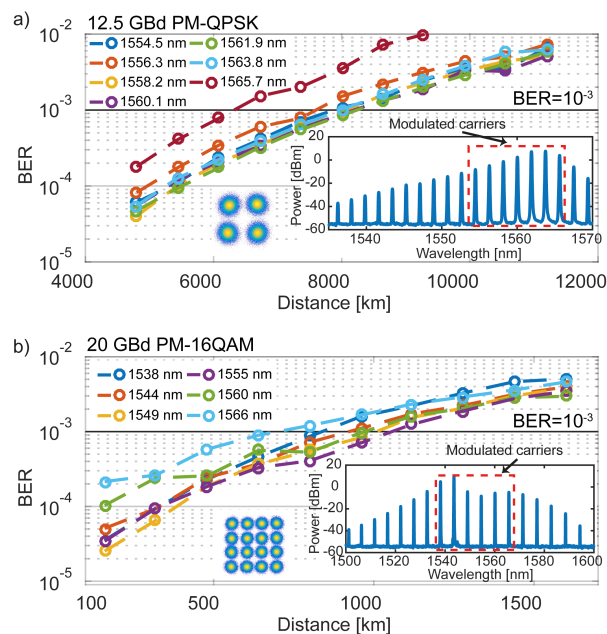 a) 12.5 GBd PM-QPSK
10⁻²
1554.5 nm 1561.9 nm
1556.3 nm 1563.8 nm
1558.2 nm 1565.7 nm
1560.1 nm
10⁻³
BER=10⁻³
Modulated carriers
BER
10⁻⁴
10⁻⁵
Power [dBm]
20
0
-20
-40
-60
1540 1550 1560 1570
Wavelength [nm]
4000 6000 8000 10000 12000
Distance [km]
b) 20 GBd PM-16QAM
10⁻²
1538 nm 1555 nm
1544 nm 1560 nm
1549 nm 1566 nm
10⁻³
BER=10⁻³
Modulated carriers
BER
10⁻⁴
10⁻⁵
Power [dBm]
20
0
-20
-40
-60
1500 1520 1540 1560 1580 1600
Wavelength [nm]
100 500 1000 1500
Distance [km]